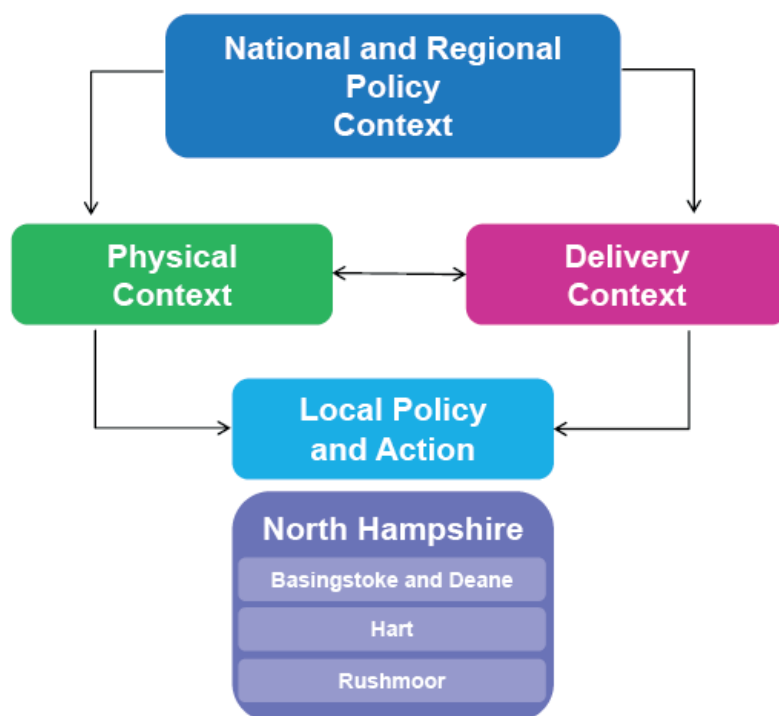 National and Regional
Policy
Context
Physical
Context
Delivery
Context
Local Policy
and Action
North Hampshire
Basingstoke and Deane
Hart
Rushmoor